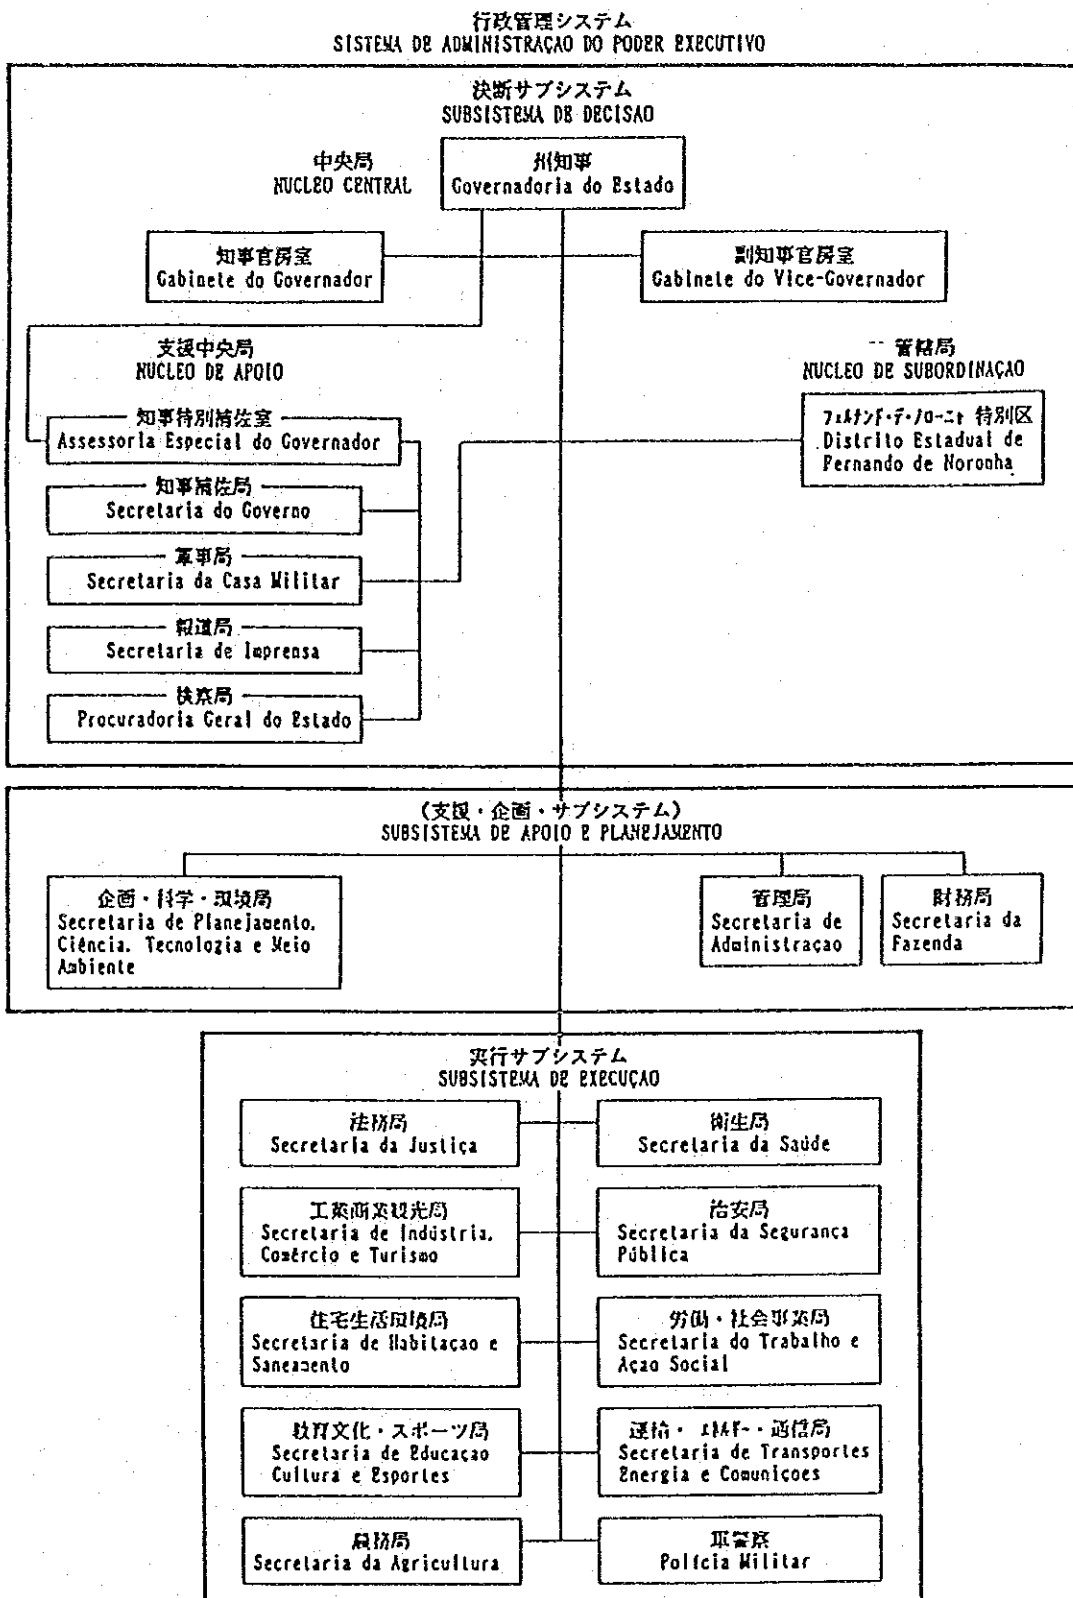 行政管理システム
SISTEMA DE ADMINISTRAÇAO DO PODER EXECUTIVO
決断サブシステム
SUBSISTEMA DE DECISAO
中央局
NUCLEO CENTRAL
州知事
Governadoria do Estado
知事官房室
Gabinete do Governador
副知事官房室
Gabinete do Vice-Governador
支援中央局
NUCLEO DE APOIO
管轄局
NUCLEO DE SUBORDINAÇAO
知事特別補佐室
Assessoria Especial do Governador
フェルナンド・デ・ノローニャ 特別区
Distrito Estadual de
Fernando de Noronha
知事補佐局
Secretaria do Governo
軍事局
Secretaria da Casa Militar
報道局
Secretaria de Imprensa
検察局
Procuradoria Geral do Estado
(支援・企画・サブシステム)
SUBSISTEMA DE APOIO E PLANEJAMENTO
企画・科学・環境局
Secretaria de Planejamento,
Ciência, Tecnologia e Meio
Ambiente
管理局
Secretaria de
Administraçao
財務局
Secretaria da
Fazenda
実行サブシステム
SUBSISTEMA DE EXECUÇAO
法務局
Secretaria da Justiça
衛生局
Secretaria da Saúde
工業商業観光局
Secretaria de Indústria,
Comércio e Turismo
治安局
Secretaria da Segurança
Pública
住宅生活環境局
Secretaria de Habitaçao e
Saneamento
労働・社会事業局
Secretaria do Trabalho e
Açao Social
教育文化・スポーツ局
Secretaria de Educaçao
Cultura e Esportes
運輸・エネルギー・通信局
Secretaria de Transportes
Energia e Comuniçoes
農務局
Secretaria da Agricultura
軍警察
Polícia Militar